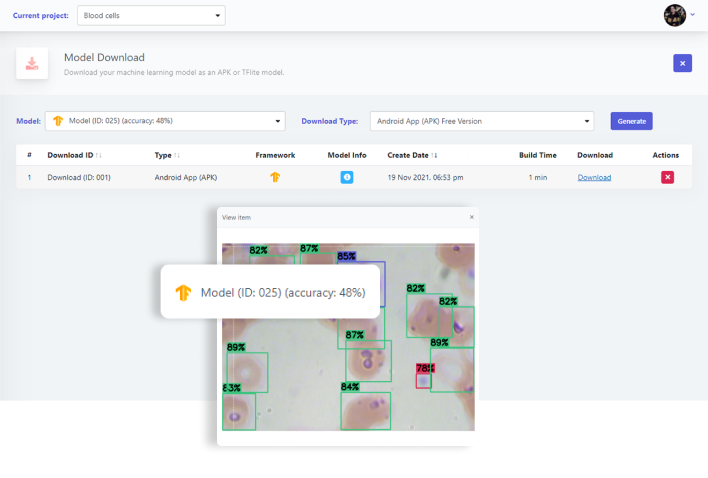 Current project: Blood cells
Model Download
Download your machine learning model as an APK or TFlite model.
Model: Model (ID: 025) (accuracy: 48%) Download Type: Android App (APK) Free Version Generate
# Download ID Type Framework Model Info Create Date Build Time Download Actions
1 Download (ID: 001) Android App (APK) 19 Nov 2021, 06:53 pm 1 min Download
View item
82% 87%
85%
Model (ID: 025) (accuracy: 48%)
82%
82%
87%
89%
89%
78%
83%
84%